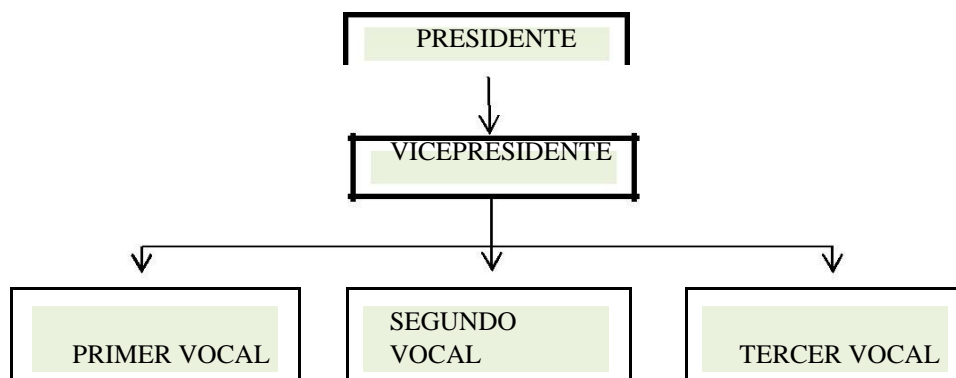 PRESIDENTE
VICEPRESIDENTE
PRIMER VOCAL
SEGUNDO
VOCAL
TERCER VOCAL